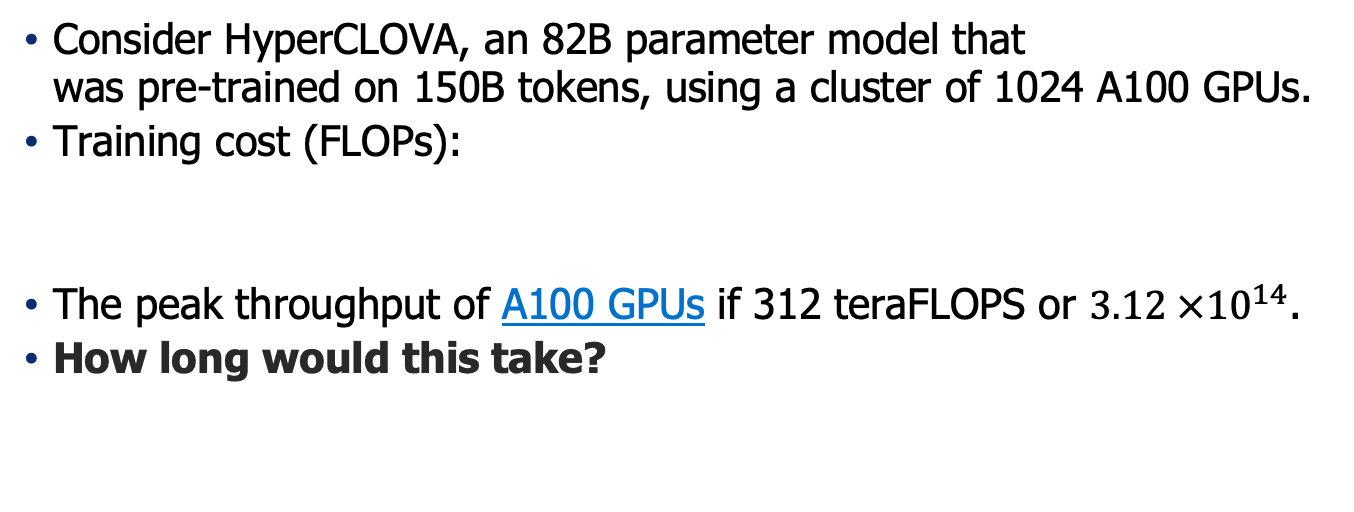 • Consider HyperCLOVA, an 82B parameter model that
was pre-trained on 150B tokens, using a cluster of 1024 A100 GPUs.
• Training cost (FLOPs):
• The peak throughput of A100 GPUs if 312 teraFLOPS or 3.12 ×10¹⁴.
• How long would this take?